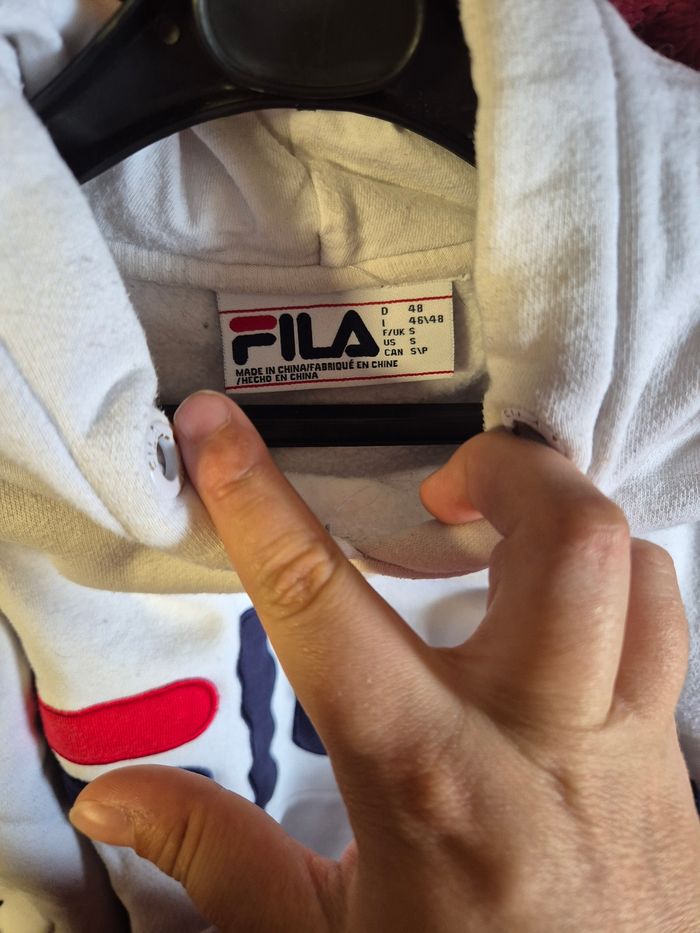 FILA
D 48
I 46\48
F/UK S
US S
CAN S\P
MADE IN CHINA/FABRIQUÉ EN CHINE
/HECHO EN CHINA